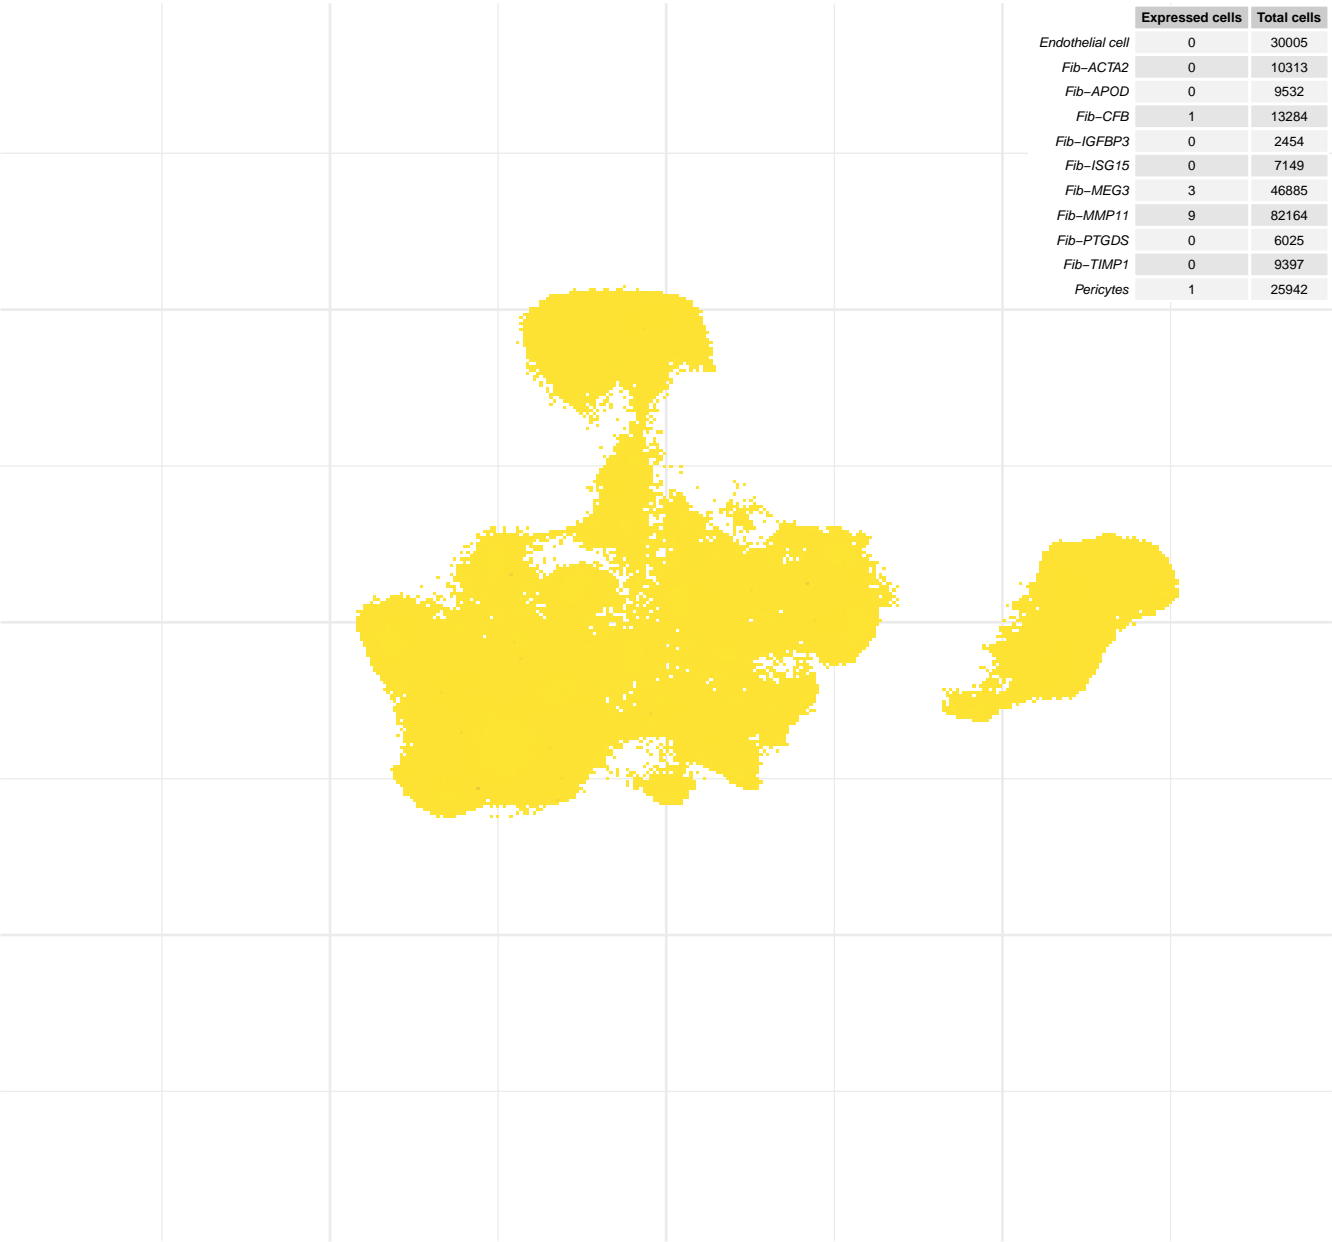 Expressed cells Total cells
Endothelial cell 0 30005
Fib−ACTA2 0 10313
Fib−APOD 0 9532
Fib−CFB 1 13284
Fib−IGFBP3 0 2454
Fib−ISG15 0 7149
Fib−MEG3 3 46885
Fib−MMP11 9 82164
Fib−PTGDS 0 6025
Fib−TIMP1 0 9397
Pericytes 1 25942